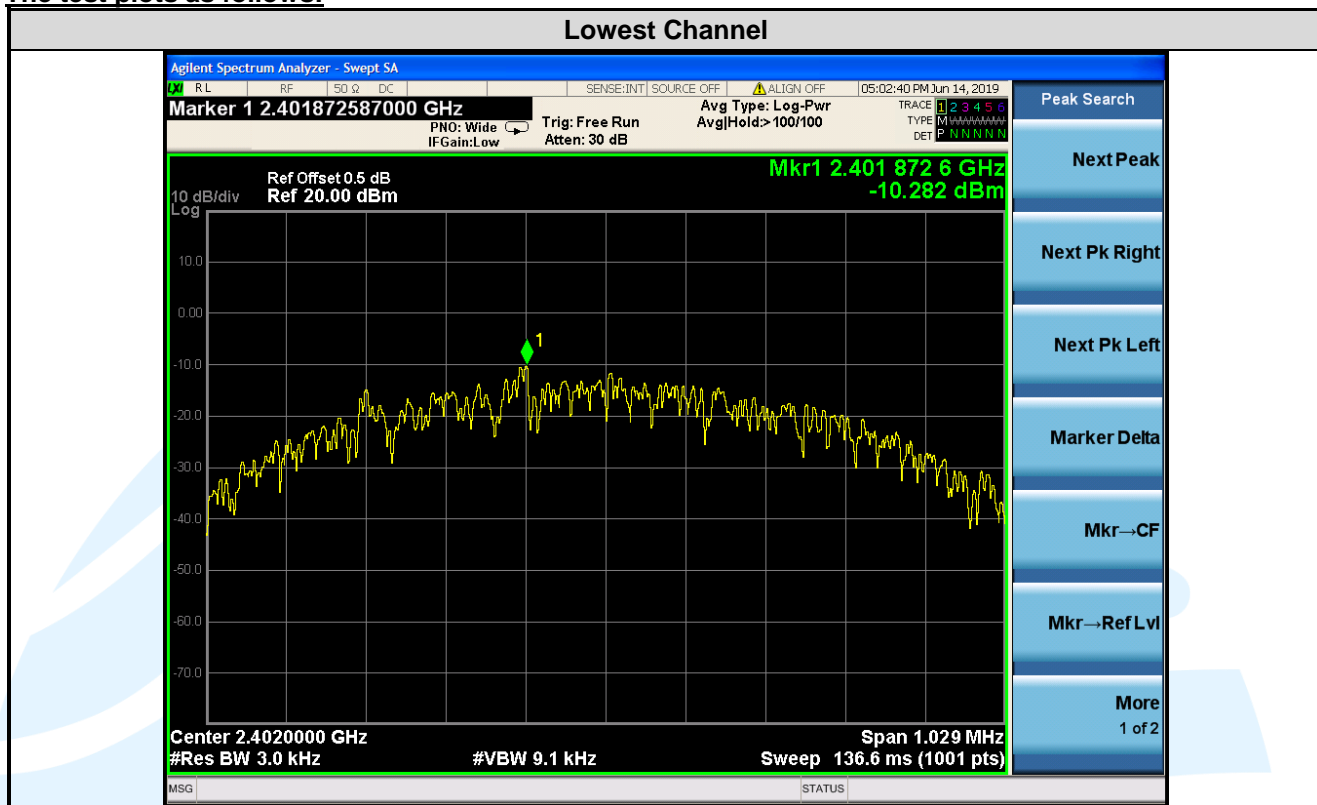 The test plots as follows:
Lowest Channel
Agilent Spectrum Analyzer - Swept SA
LXI RL RF 50 Ω DC SENSE:INT SOURCE OFF ALIGN OFF 05:02:40 PM Jun 14, 2019
Marker 1 2.401872587000 GHz
PNO: Wide
IFGain:Low
Trig: Free Run
Atten: 30 dB
Avg Type: Log-Pwr
Avg|Hold:>100/100
TRACE 1 2 3 4 5 6
TYPE M
DET P N N N N N
Peak Search
Mkr1 2.401 872 6 GHz
-10.282 dBm
Ref Offset 0.5 dB
10 dB/div Ref 20.00 dBm
Log
10.0
0.00
-10.0
-20.0
-30.0
-40.0
-50.0
-60.0
-70.0
1
Center 2.4020000 GHz
Span 1.029 MHz
#Res BW 3.0 kHz
#VBW 9.1 kHz
Sweep 136.6 ms (1001 pts)
Next Peak
Next Pk Right
Next Pk Left
Marker Delta
Mkr→CF
Mkr→Ref Lvl
More
1 of 2
MSG
STATUS